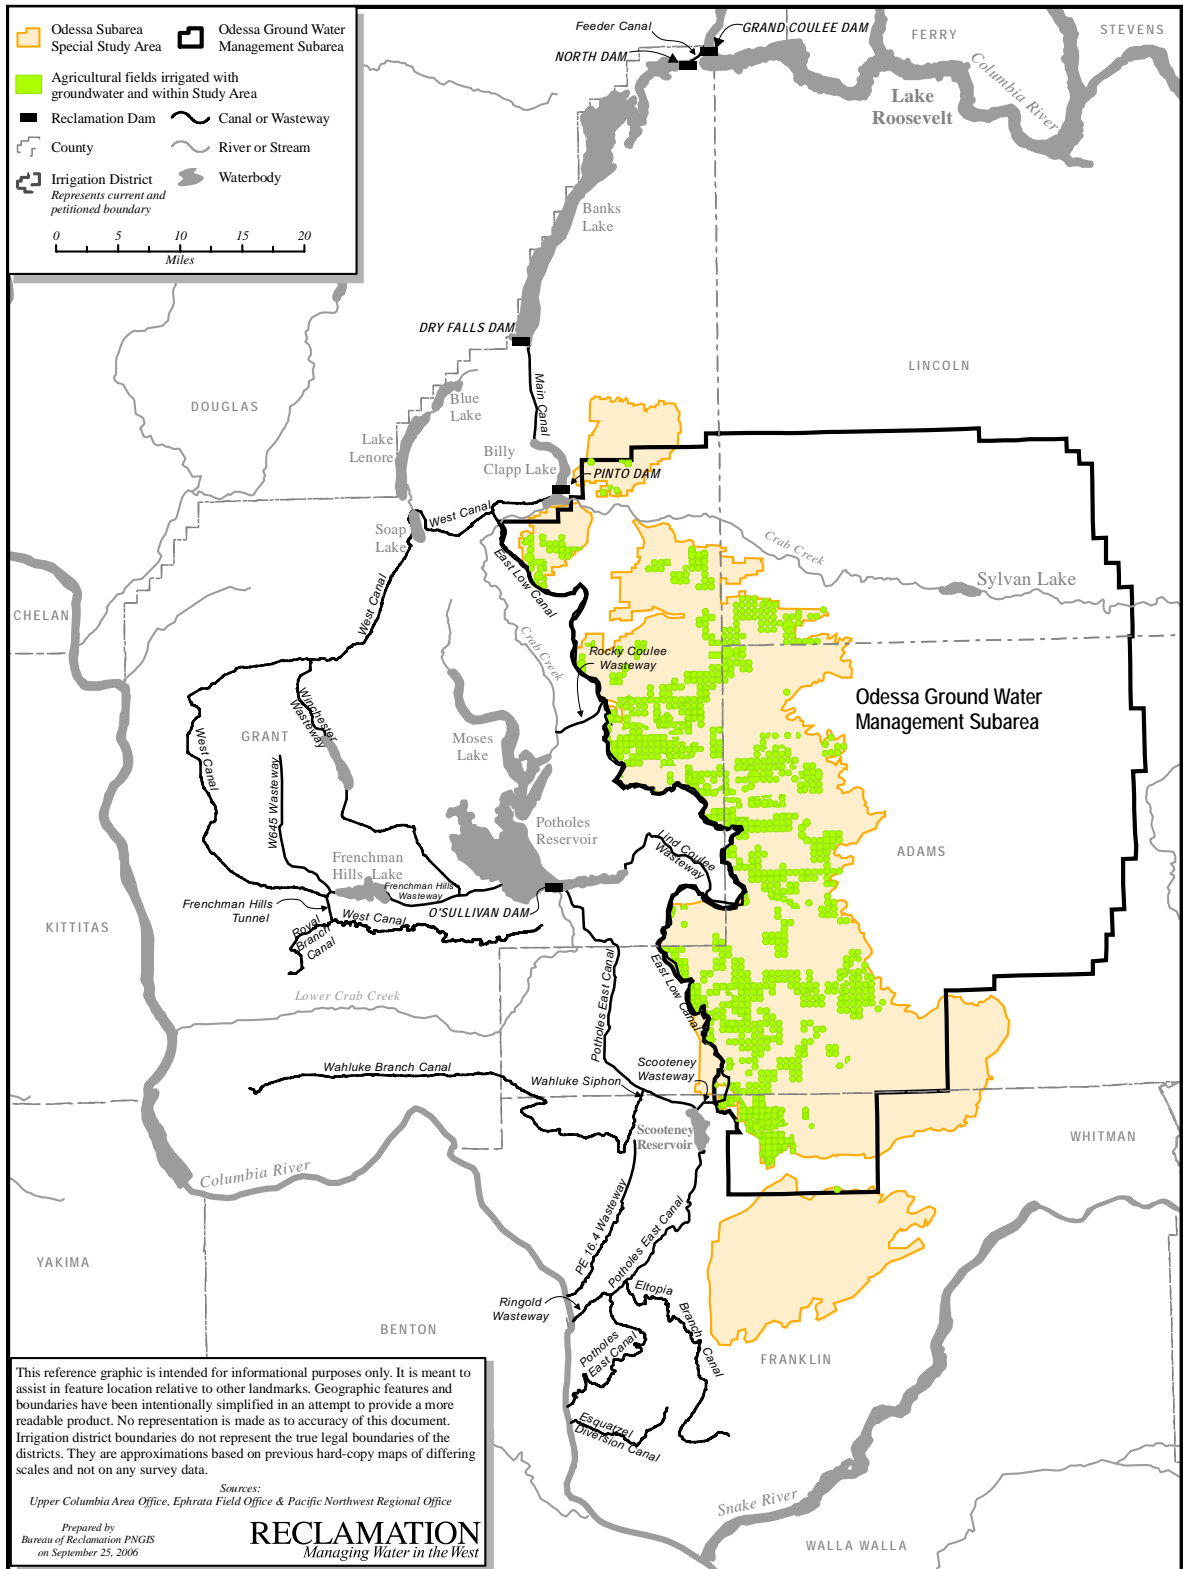 Odessa Subarea
Special Study Area
Odessa Ground Water
Management Subarea
Agricultural fields irrigated with
groundwater and within Study Area
Reclamation Dam
Canal or Wasteway
County
River or Stream
Irrigation District
Represents current and
petitioned boundary
Waterbody
0 5 10 15 20
Miles
Feeder Canal
GRAND COULEE DAM
NORTH DAM
FERRY
STEVENS
Columbia River
Lake
Roosevelt
Banks
Lake
DRY FALLS DAM
LINCOLN
DOUGLAS
Blue
Lake
Main Canal
Lake
Lenore
Billy
Clapp Lake
PINTO DAM
West Canal
Soap
Lake
East Low Canal
Crab Creek
Sylvan Lake
CHELAN
West Canal
Crab Creek
Rocky Coulee
Wasteway
Odessa Ground Water
Management Subarea
Winchester
Wasteway
GRANT
West Canal
W645 Wasteway
Moses
Lake
Potholes
Reservoir
Lind Coulee
Wasteway
ADAMS
Frenchman
Hills Lake
Frenchman Hills
Wasteway
Frenchman Hills
Tunnel
O'SULLIVAN DAM
West Canal
Royal
Branch
Canal
KITTITAS
East Low Canal
Potholes East Canal
Lower Crab Creek
Scooteney
Wasteway
Wahluke Branch Canal
Wahluke Siphon
Scooteney
Reservoir
WHITMAN
Columbia River
PE 16.4 Wasteway
Potholes East Canal
YAKIMA
Eltopia
Branch Canal
Ringold
Wasteway
BENTON
Potholes
East Canal
FRANKLIN
Esquatzel
Diversion Canal
Snake River
WALLA WALLA
This reference graphic is intended for informational purposes only. It is meant to
assist in feature location relative to other landmarks. Geographic features and
boundaries have been intentionally simplified in an attempt to provide a more
readable product. No representation is made as to accuracy of this document.
Irrigation district boundaries do not represent the true legal boundaries of the
districts. They are approximations based on previous hard-copy maps of differing
scales and not on any survey data.
Sources:
Upper Columbia Area Office, Ephrata Field Office & Pacific Northwest Regional Office
Prepared by
Bureau of Reclamation PNGIS
on September 25, 2006
RECLAMATION
Managing Water in the West